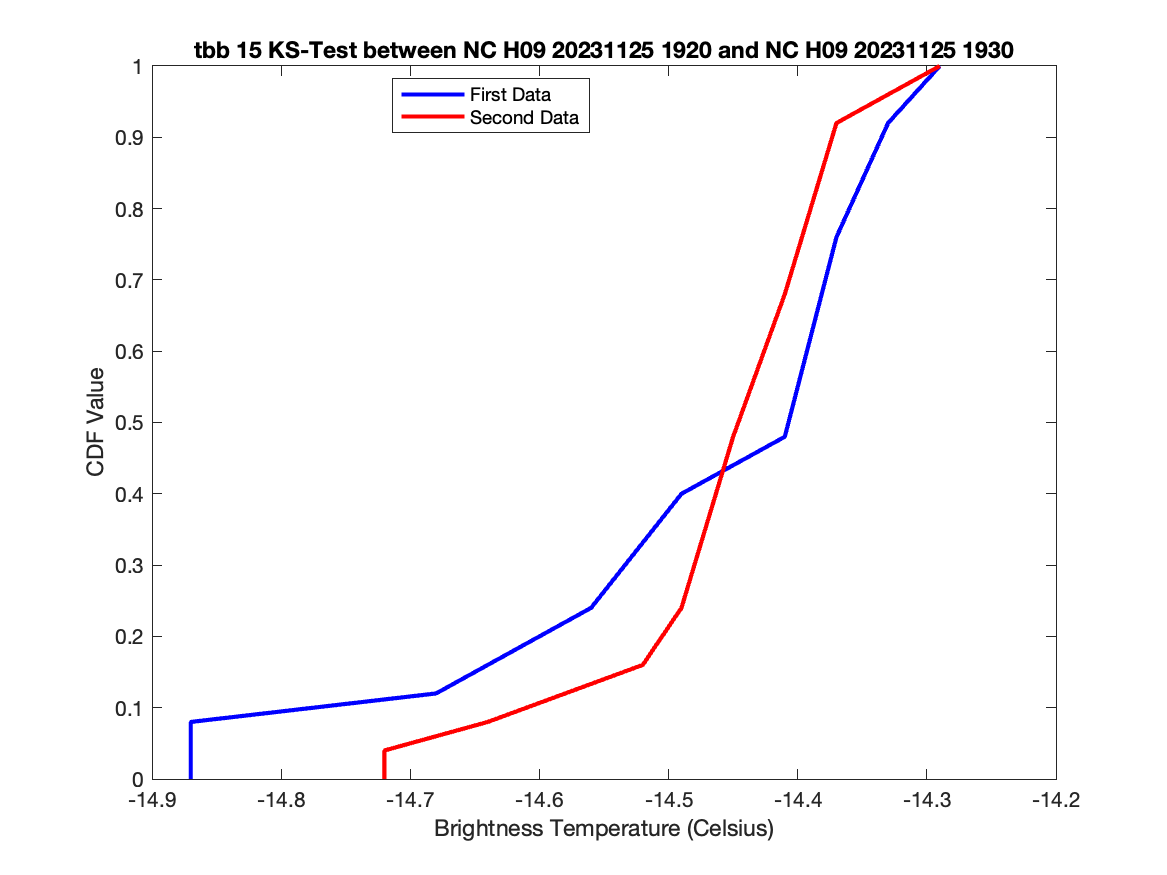 tbb 15 KS-Test between NC H09 20231125 1920 and NC H09 20231125 1930
First Data
Second Data
1
0.9
0.8
0.7
0.6
0.5
0.4
0.3
0.2
0.1
0
CDF Value
-14.9 -14.8 -14.7 -14.6 -14.5 -14.4 -14.3 -14.2
Brightness Temperature (Celsius)